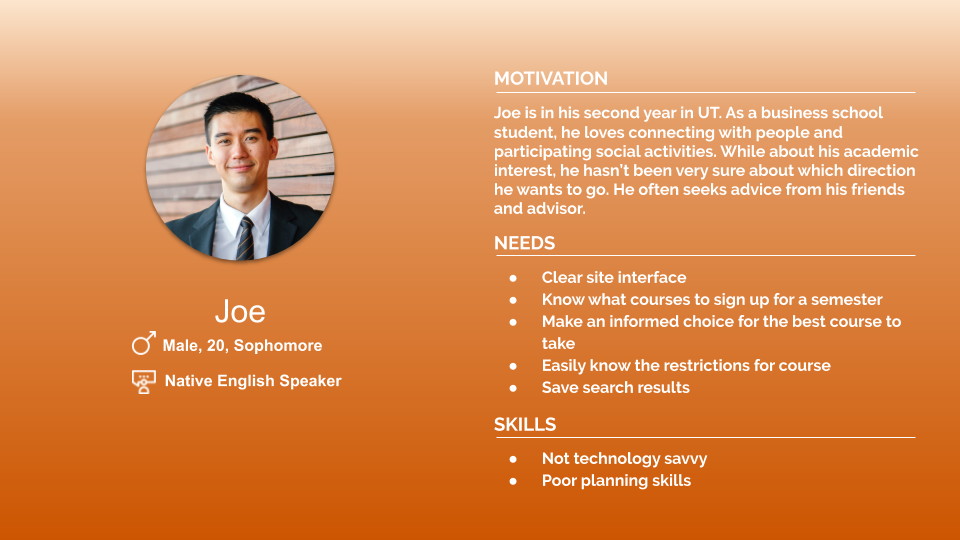 Joe
Male, 20, Sophomore
Native English Speaker
MOTIVATION
Joe is in his second year in UT. As a business school
student, he loves connecting with people and
participating social activities. While about his academic
interest, he hasn't been very sure about which direction
he wants to go. He often seeks advice from his friends
and advisor.
NEEDS
● Clear site interface
● Know what courses to sign up for a semester
● Make an informed choice for the best course to
take
● Easily know the restrictions for course
● Save search results
SKILLS
● Not technology savvy
● Poor planning skills